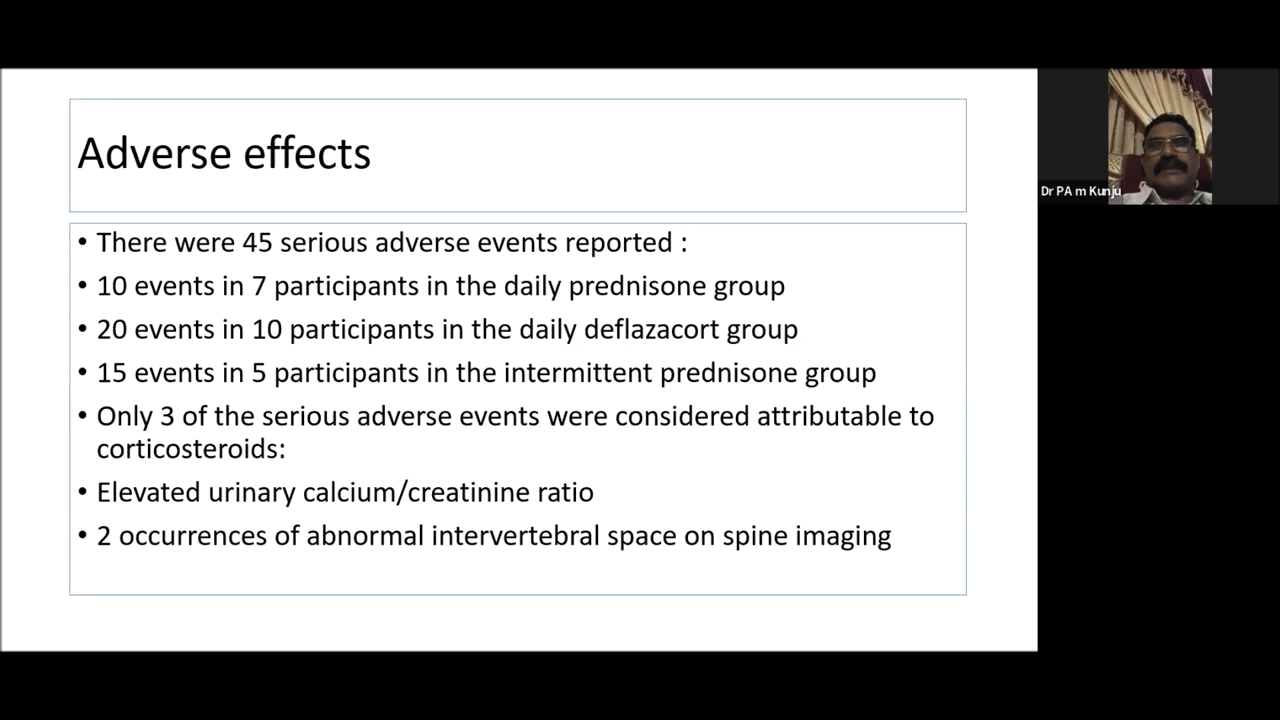 Adverse effects
• There were 45 serious adverse events reported :
• 10 events in 7 participants in the daily prednisone group
• 20 events in 10 participants in the daily deflazacort group
• 15 events in 5 participants in the intermittent prednisone group
• Only 3 of the serious adverse events were considered attributable to
corticosteroids:
• Elevated urinary calcium/creatinine ratio
• 2 occurrences of abnormal intervertebral space on spine imaging
Dr PA m Kunju